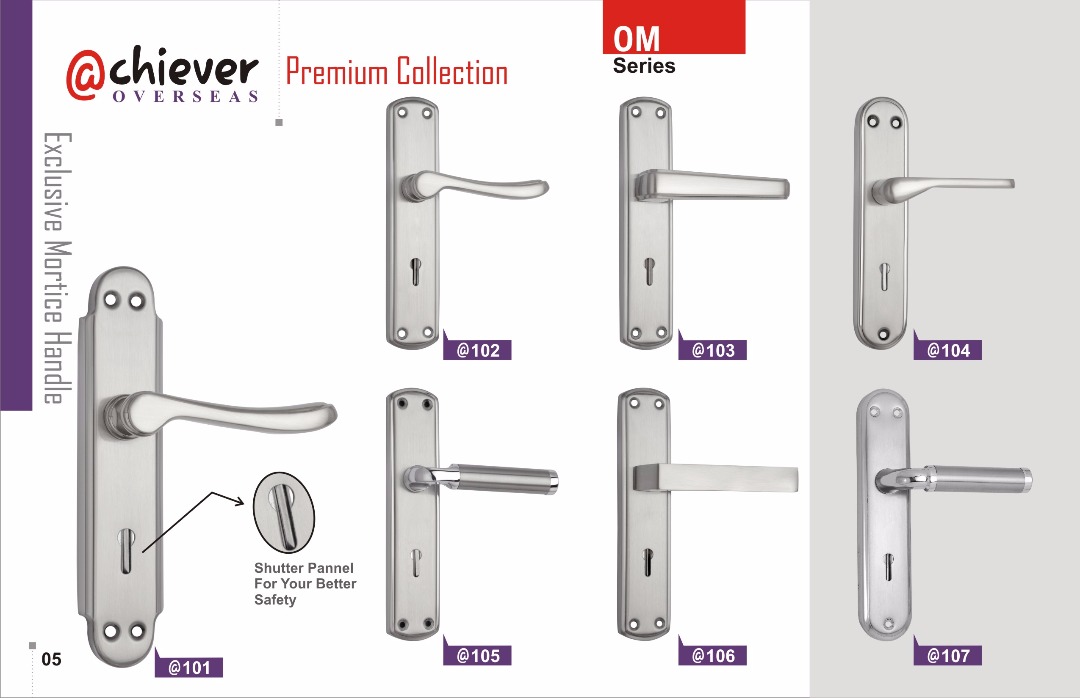 @chiever
OVERSEAS
Premium Collection
OM
Series
Exclusive Mortice Handle
@102
@103
@104
Shutter Pannel
For Your Better
Safety
@101
@105
@106
@107
05